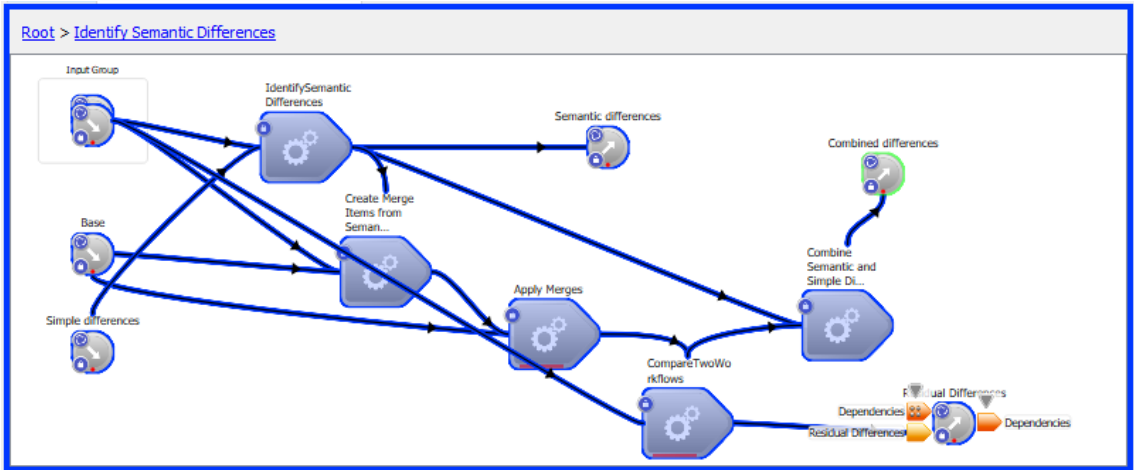 Root > Identify Semantic Differences
Input Group
IdentifySemantic
Differences
Semantic differences
Combined differences
Create Merge
Items from
Seman...
Base
Combine
Semantic and
Simple Di...
Apply Merges
Simple differences
CompareTwoWo
rkflows
Differences
Dependencies
Dependencies
Residual Differences